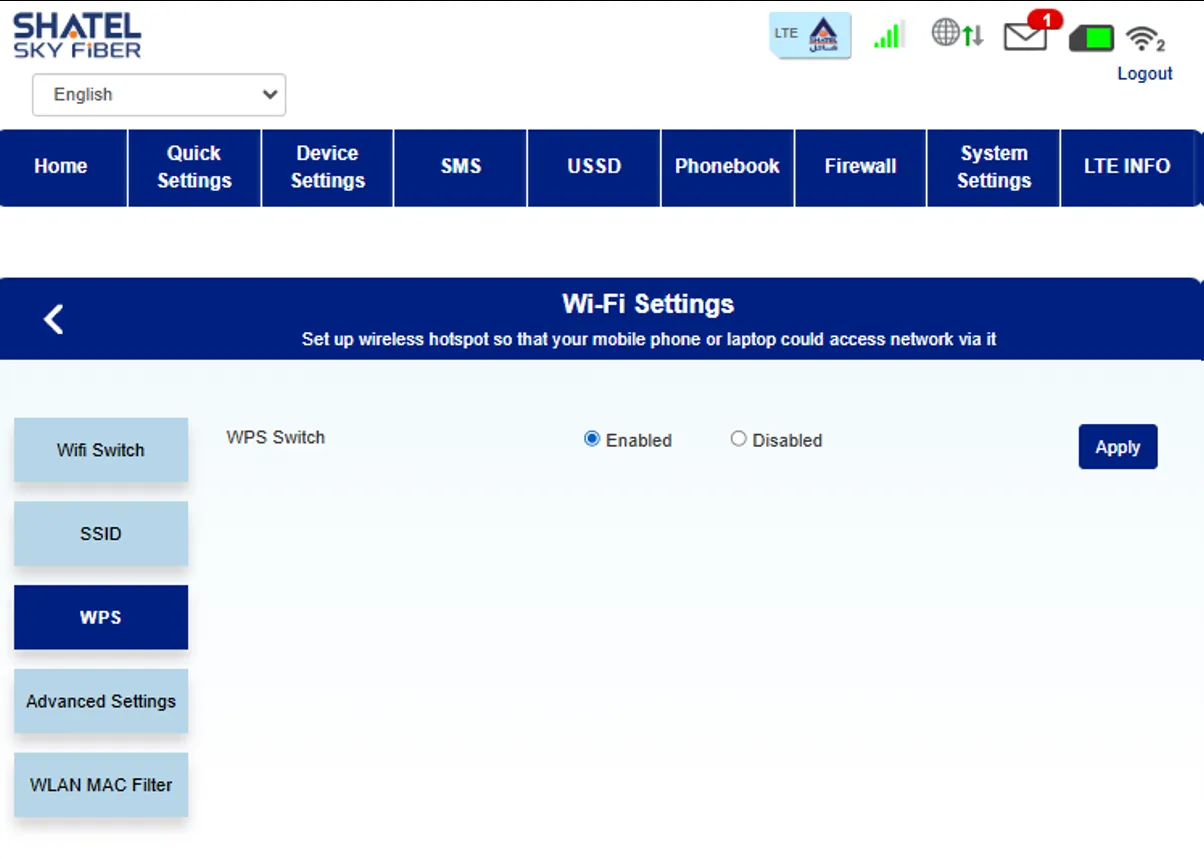 SHATEL
SKY FiBER
LTE
SHATEL
شاتل
1
2
Logout
English
Home
Quick Settings
Device Settings
SMS
USSD
Phonebook
Firewall
System Settings
LTE INFO
Wi-Fi Settings
Set up wireless hotspot so that your mobile phone or laptop could access network via it
Wifi Switch
WPS Switch
Enabled
Disabled
Apply
SSID
WPS
Advanced Settings
WLAN MAC Filter